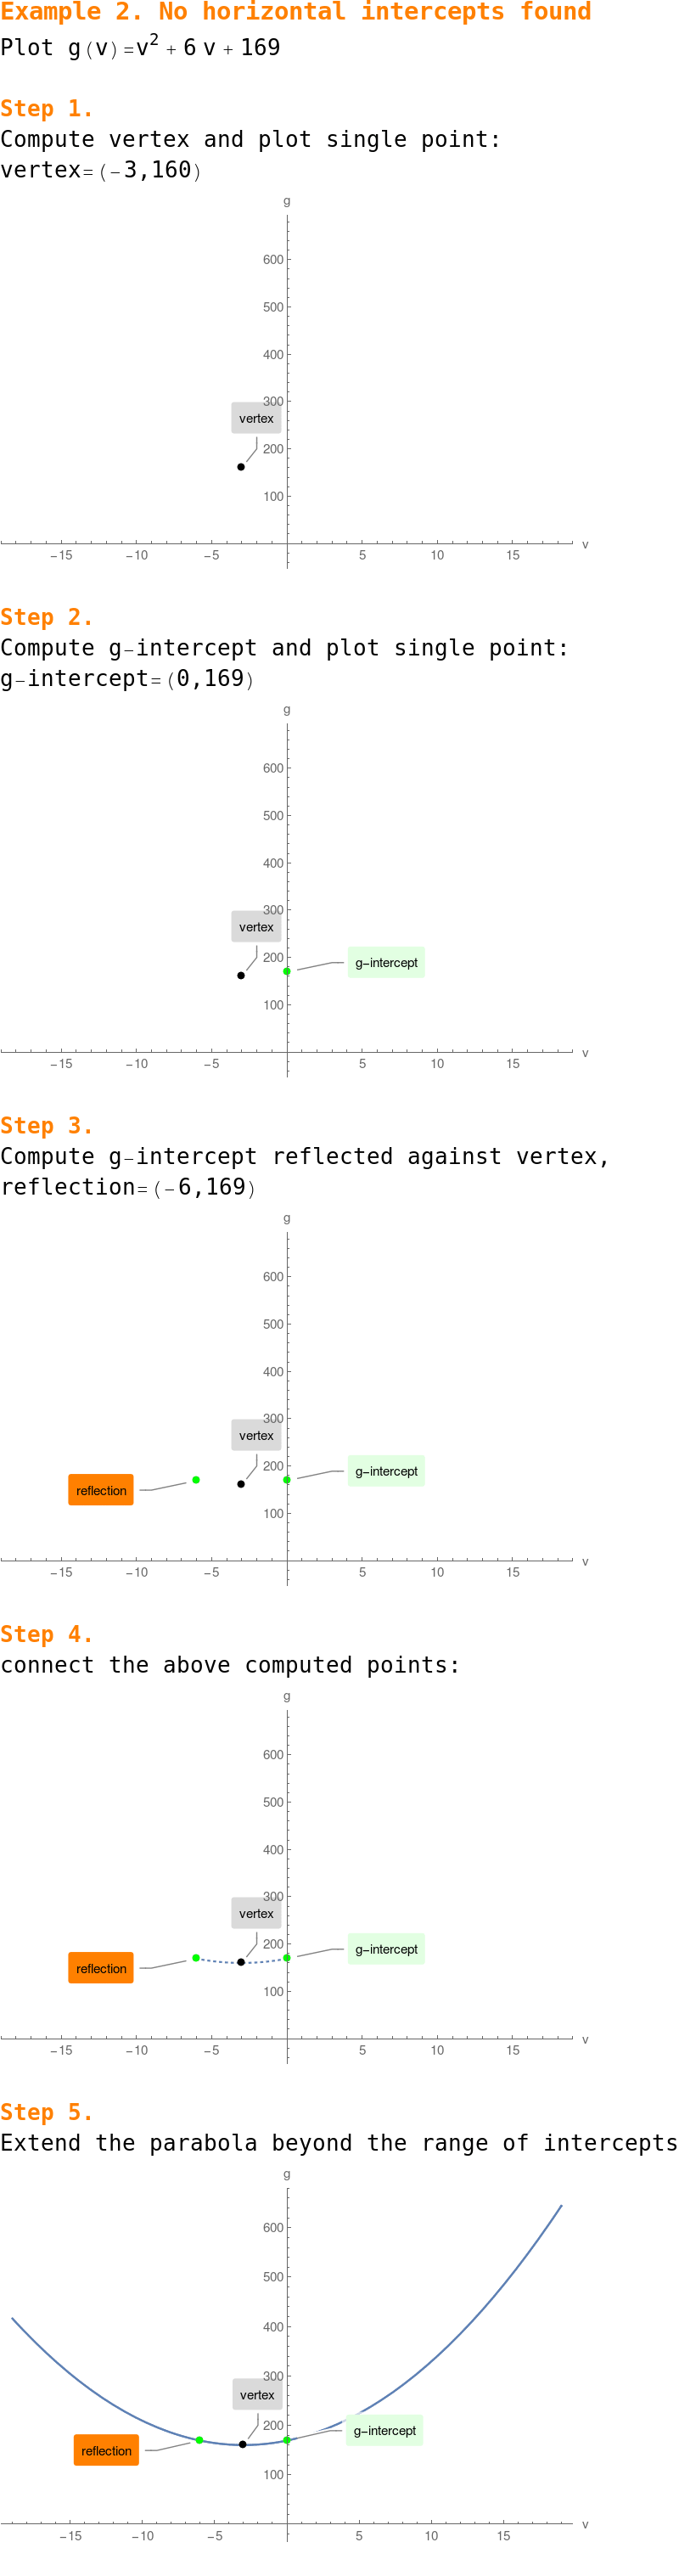 Example 2. No horizontal intercepts found
Plot g(v)=v² + 6 v + 169
Step 1.
Compute vertex and plot single point:
vertex=(-3,160)
g
600
500
400
300
vertex
200
100
-15 -10 -5 5 10 15 v
Step 2.
Compute g-intercept and plot single point:
g-intercept=(0,169)
g
600
500
400
300
vertex
200
g-intercept
100
-15 -10 -5 5 10 15 v
Step 3.
Compute g-intercept reflected against vertex,
reflection=(-6,169)
g
600
500
400
300
vertex
200
g-intercept
reflection
100
-15 -10 -5 5 10 15 v
Step 4.
connect the above computed points:
g
600
500
400
300
vertex
200
g-intercept
reflection
100
-15 -10 -5 5 10 15 v
Step 5.
Extend the parabola beyond the range of intercepts
g
600
500
400
300
vertex
200
g-intercept
reflection
100
-15 -10 -5 5 10 15 v